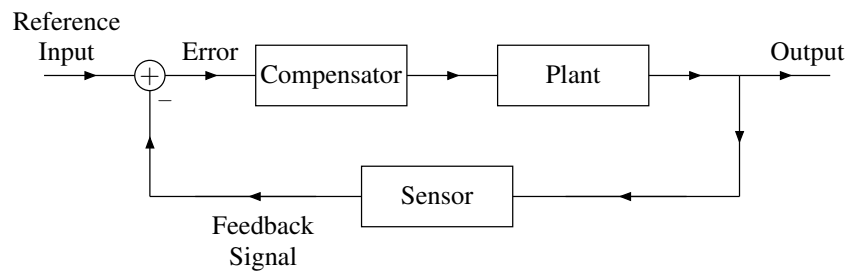 Reference
Input
Error
Output
+
Compensator
Plant
−
Sensor
Feedback
Signal